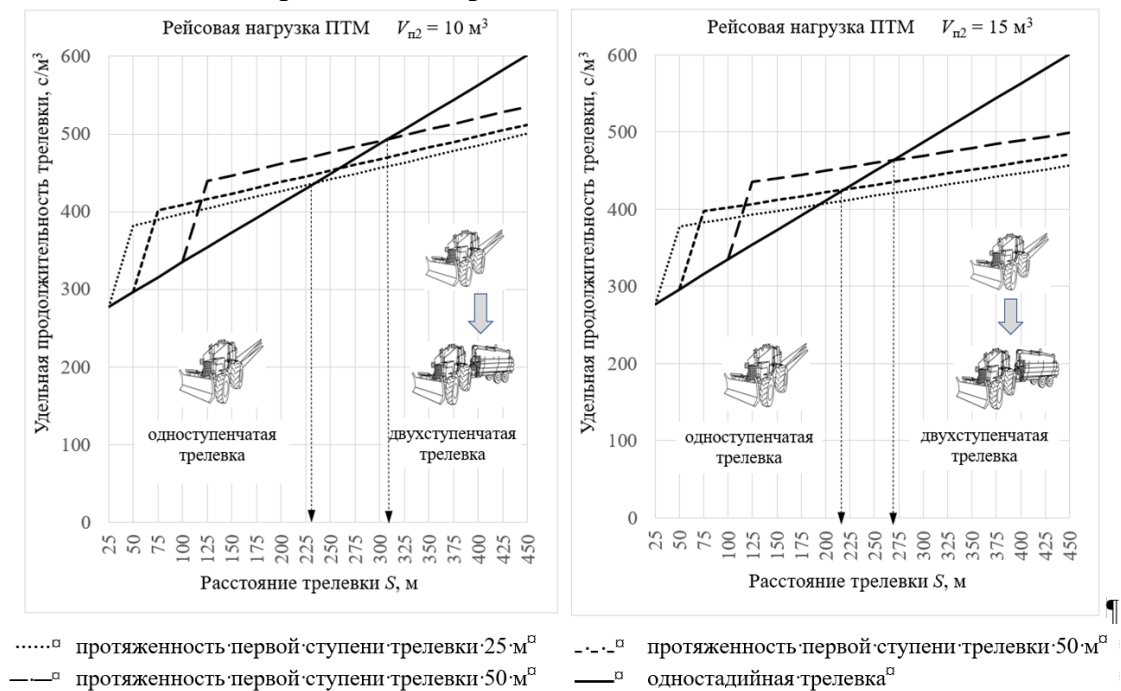 Рейсовая нагрузка ПТМ Vп2 = 10 м³
Удельная продолжительность трелевки, с/м³
600
500
400
300
200
100
0
одноступенчатая
трелевка
двухступенчатая
трелевка
25 50 75 100 125 150 175 200 225 250 275 300 325 350 375 400 425 450
Расстояние трелевки S, м
Рейсовая нагрузка ПТМ Vп2 = 15 м³
Удельная продолжительность трелевки, с/м³
600
500
400
300
200
100
0
одноступенчатая
трелевка
двухступенчатая
трелевка
25 50 75 100 125 150 175 200 225 250 275 300 325 350 375 400 425 450
Расстояние трелевки S, м
¶
¤ протяженность·первой·ступени·трелевки·25·м¤
¤ протяженность·первой·ступени·трелевки·50·м¤
¤ протяженность·первой·ступени·трелевки·50·м¤
¤ одностадийная·трелевка¤